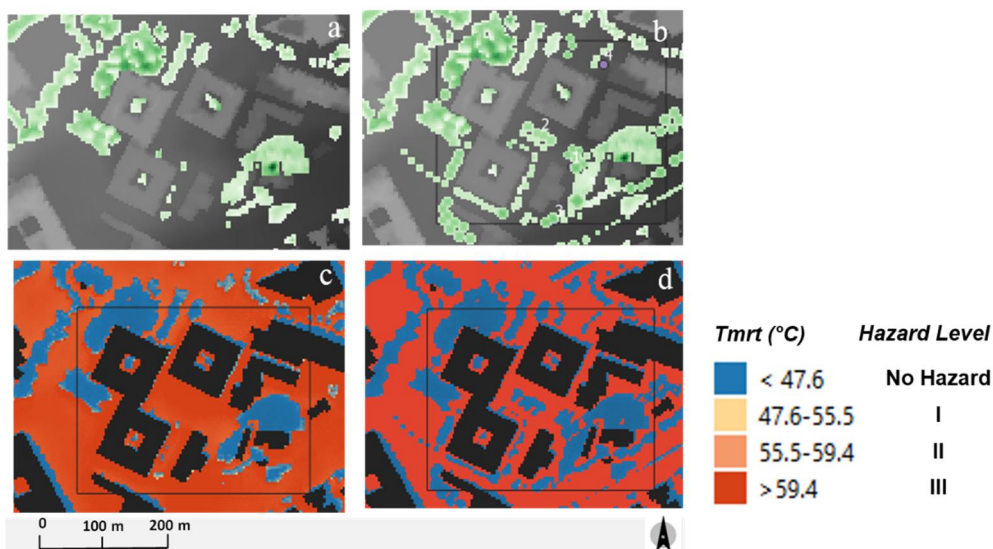 a
b
2
1
3
c
d
Tmrt (°C) Hazard Level
< 47.6 No Hazard
47.6-55.5 I
55.5-59.4 II
> 59.4 III
0 100 m 200 m